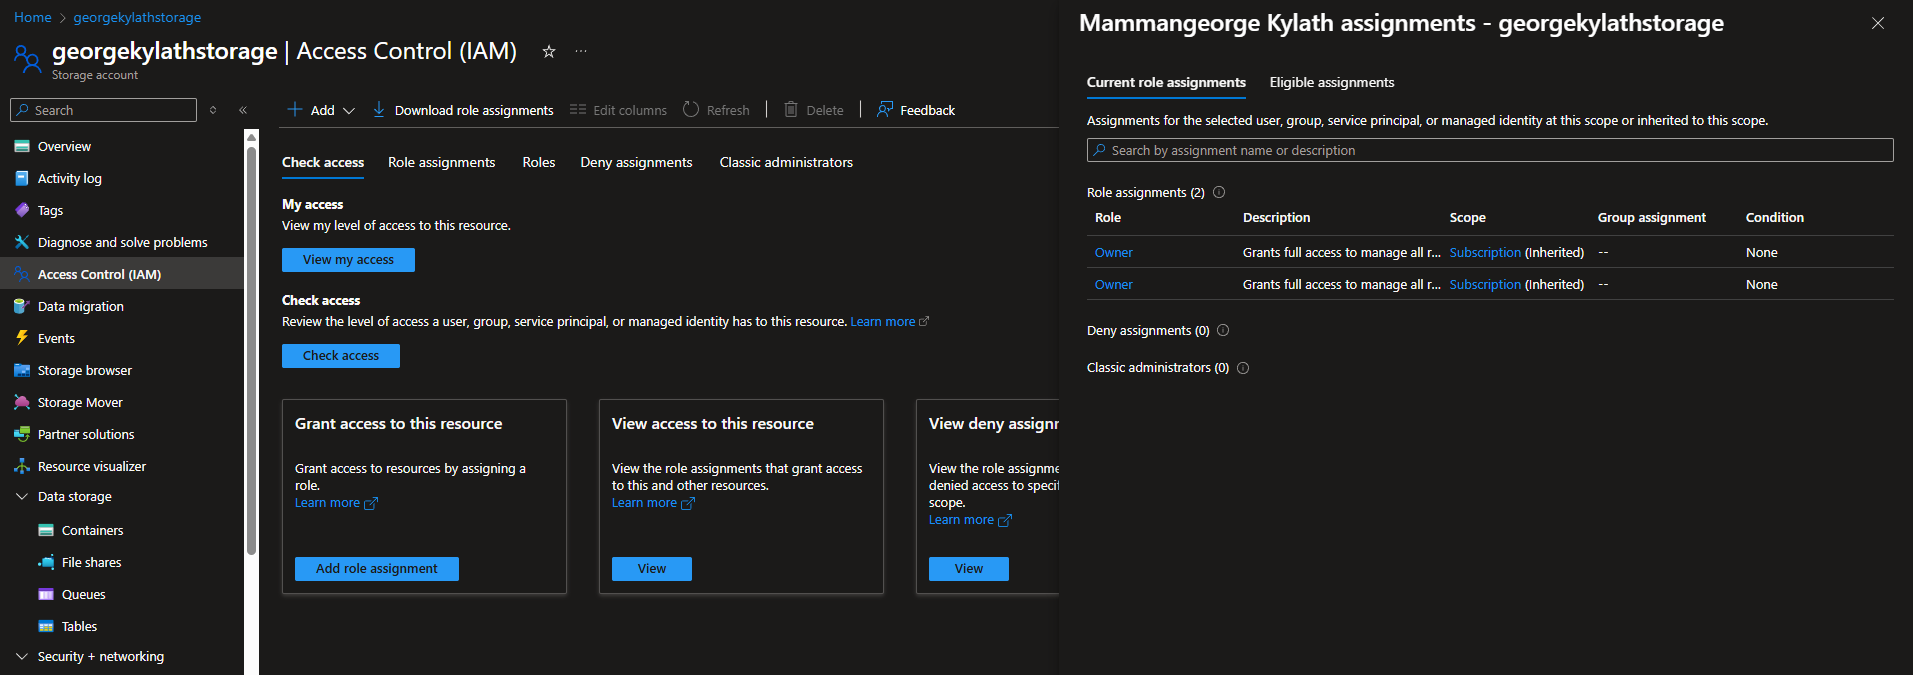 Home > georgekylathstorage
georgekylathstorage | Access Control (IAM)
Storage account
Search
Overview
Activity log
Tags
Diagnose and solve problems
Access Control (IAM)
Data migration
Events
Storage browser
Storage Mover
Partner solutions
Resource visualizer
Data storage
Containers
File shares
Queues
Tables
Security + networking
Add
Download role assignments
Edit columns
Refresh
Delete
Feedback
Check access
Role assignments
Roles
Deny assignments
Classic administrators
My access
View my level of access to this resource.
View my access
Check access
Review the level of access a user, group, service principal, or managed identity has to this resource. Learn more
Check access
Grant access to this resource
Grant access to resources by assigning a
role.
Learn more
Add role assignment
View access to this resource
View the role assignments that grant access
to this and other resources.
Learn more
View
View deny assignr
View the role assignme
denied access to specif
scope.
Learn more
View
Mammangeorge Kylath assignments - georgekylathstorage
Current role assignments
Eligible assignments
Assignments for the selected user, group, service principal, or managed identity at this scope or inherited to this scope.
Search by assignment name or description
Role assignments (2)
Role Description Scope Group assignment Condition
Owner Grants full access to manage all r... Subscription (Inherited) -- None
Owner Grants full access to manage all r... Subscription (Inherited) -- None
Deny assignments (0)
Classic administrators (0)